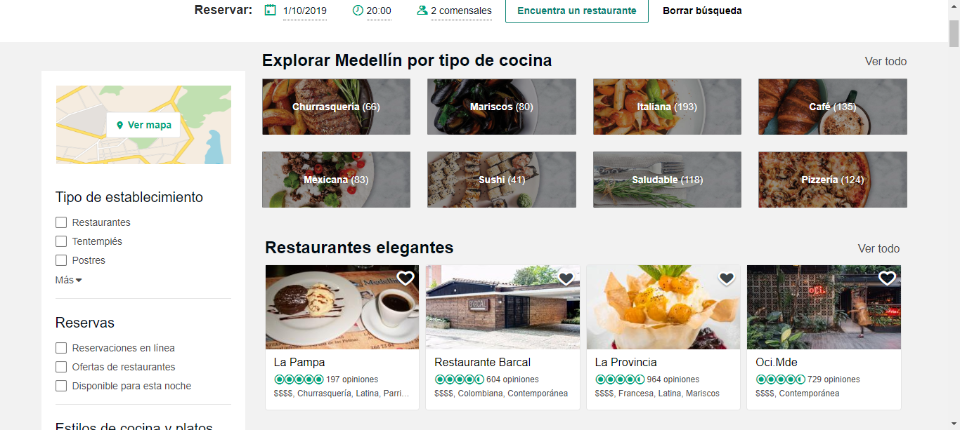 Reservar: 1/10/2019 20:00 2 comensales Encuentra un restaurante Borrar búsqueda
Explorar Medellín por tipo de cocina Ver todo
Churrasquería (66) Mariscos (80) Italiana (193) Café (135)
Mexicana (83) Sushi (41) Saludable (118) Pizzería (124)
Ver mapa
Tipo de establecimiento
Restaurantes
Tentempiés
Postres
Más
Reservas
Reservaciones en línea
Ofertas de restaurantes
Disponible para esta noche
Estilos de cocina y platos
Restaurantes elegantes Ver todo
oci.
La Pampa
197 opiniones
$$$$, Churrasquería, Latina, Parri…
Restaurante Barcal
604 opiniones
$$$$, Colombiana, Contemporánea
La Provincia
964 opiniones
$$$$, Francesa, Latina, Mariscos
Oci.Mde
729 opiniones
$$$$, Contemporánea